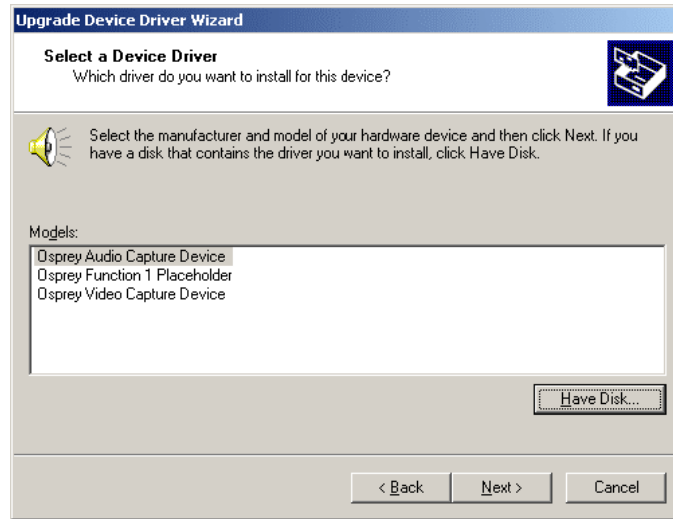 Upgrade Device Driver Wizard
Select a Device Driver
Which driver do you want to install for this device?
Select the manufacturer and model of your hardware device and then click Next. If you
have a disk that contains the driver you want to install, click Have Disk.
Models:
Osprey Audio Capture Device
Osprey Function 1 Placeholder
Osprey Video Capture Device
Have Disk...
< Back
Next >
Cancel